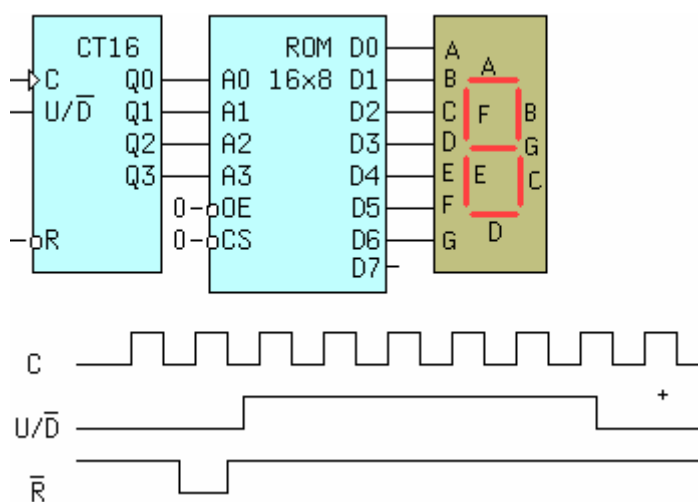 CT16 ROM D0 A
C Q0 A0 16x8 D1 B A
U/D̅ Q1 A1 D2 C F B
Q2 A2 D3 D G
Q3 A3 D4 E E C
0 OE D5 F
R 0 CS D6 G D
D7
C
U/D̅ +
R̅